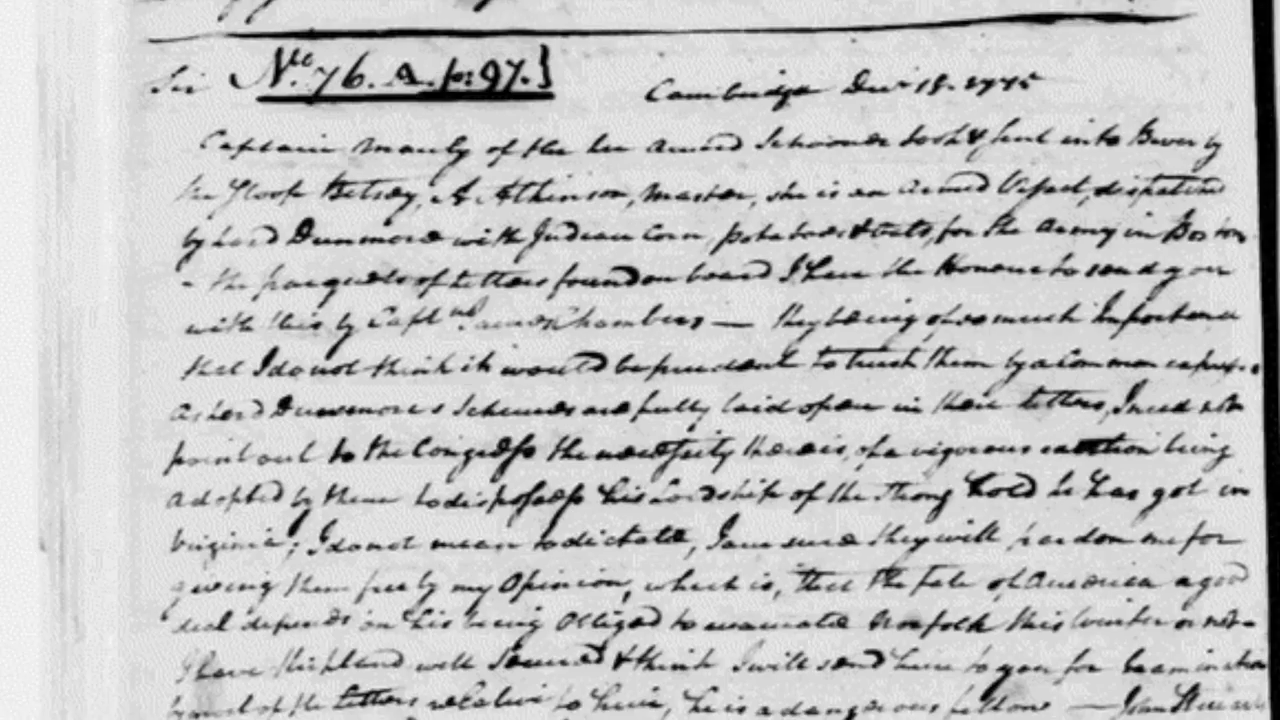 Sir No. 76. A. p: 97.] Cambridge Decr 18. 1775
Captain Manly of the Lee armed Schooner took & sent into Beverly
the Sloop Betsey, A. Atkinson, Master, she is an armed Vessel, dispatched
by Lord Dunmore with Indian Corn, potatoes & oats, for the Army in Boston
- the pacquets of Letters found on board I have the Honour to send you
with this by Captn James Chambers — they being of so much Importance
that I do not think it would be prudent to trust them by a Common express.
As Lord Dunmore's Schemes are fully laid open in these letters, I need not
point out to the Congress the necessity there is, of a vigorous exertion being
adopted by them to disposess his Lordship of the strong hold he has got in
Virginia; I do not mean to dictate, I am sure they will pardon me for
giveing them freely my Opinion, which is, that the fate of America a good
deal depends on his being Obliged to evacuate Norfolk this Winter or not -
I have Kirkland well Secured & think I will send him to you for Examination
most of the letters relative to him, he is a dangerous fellow — John Stuart's